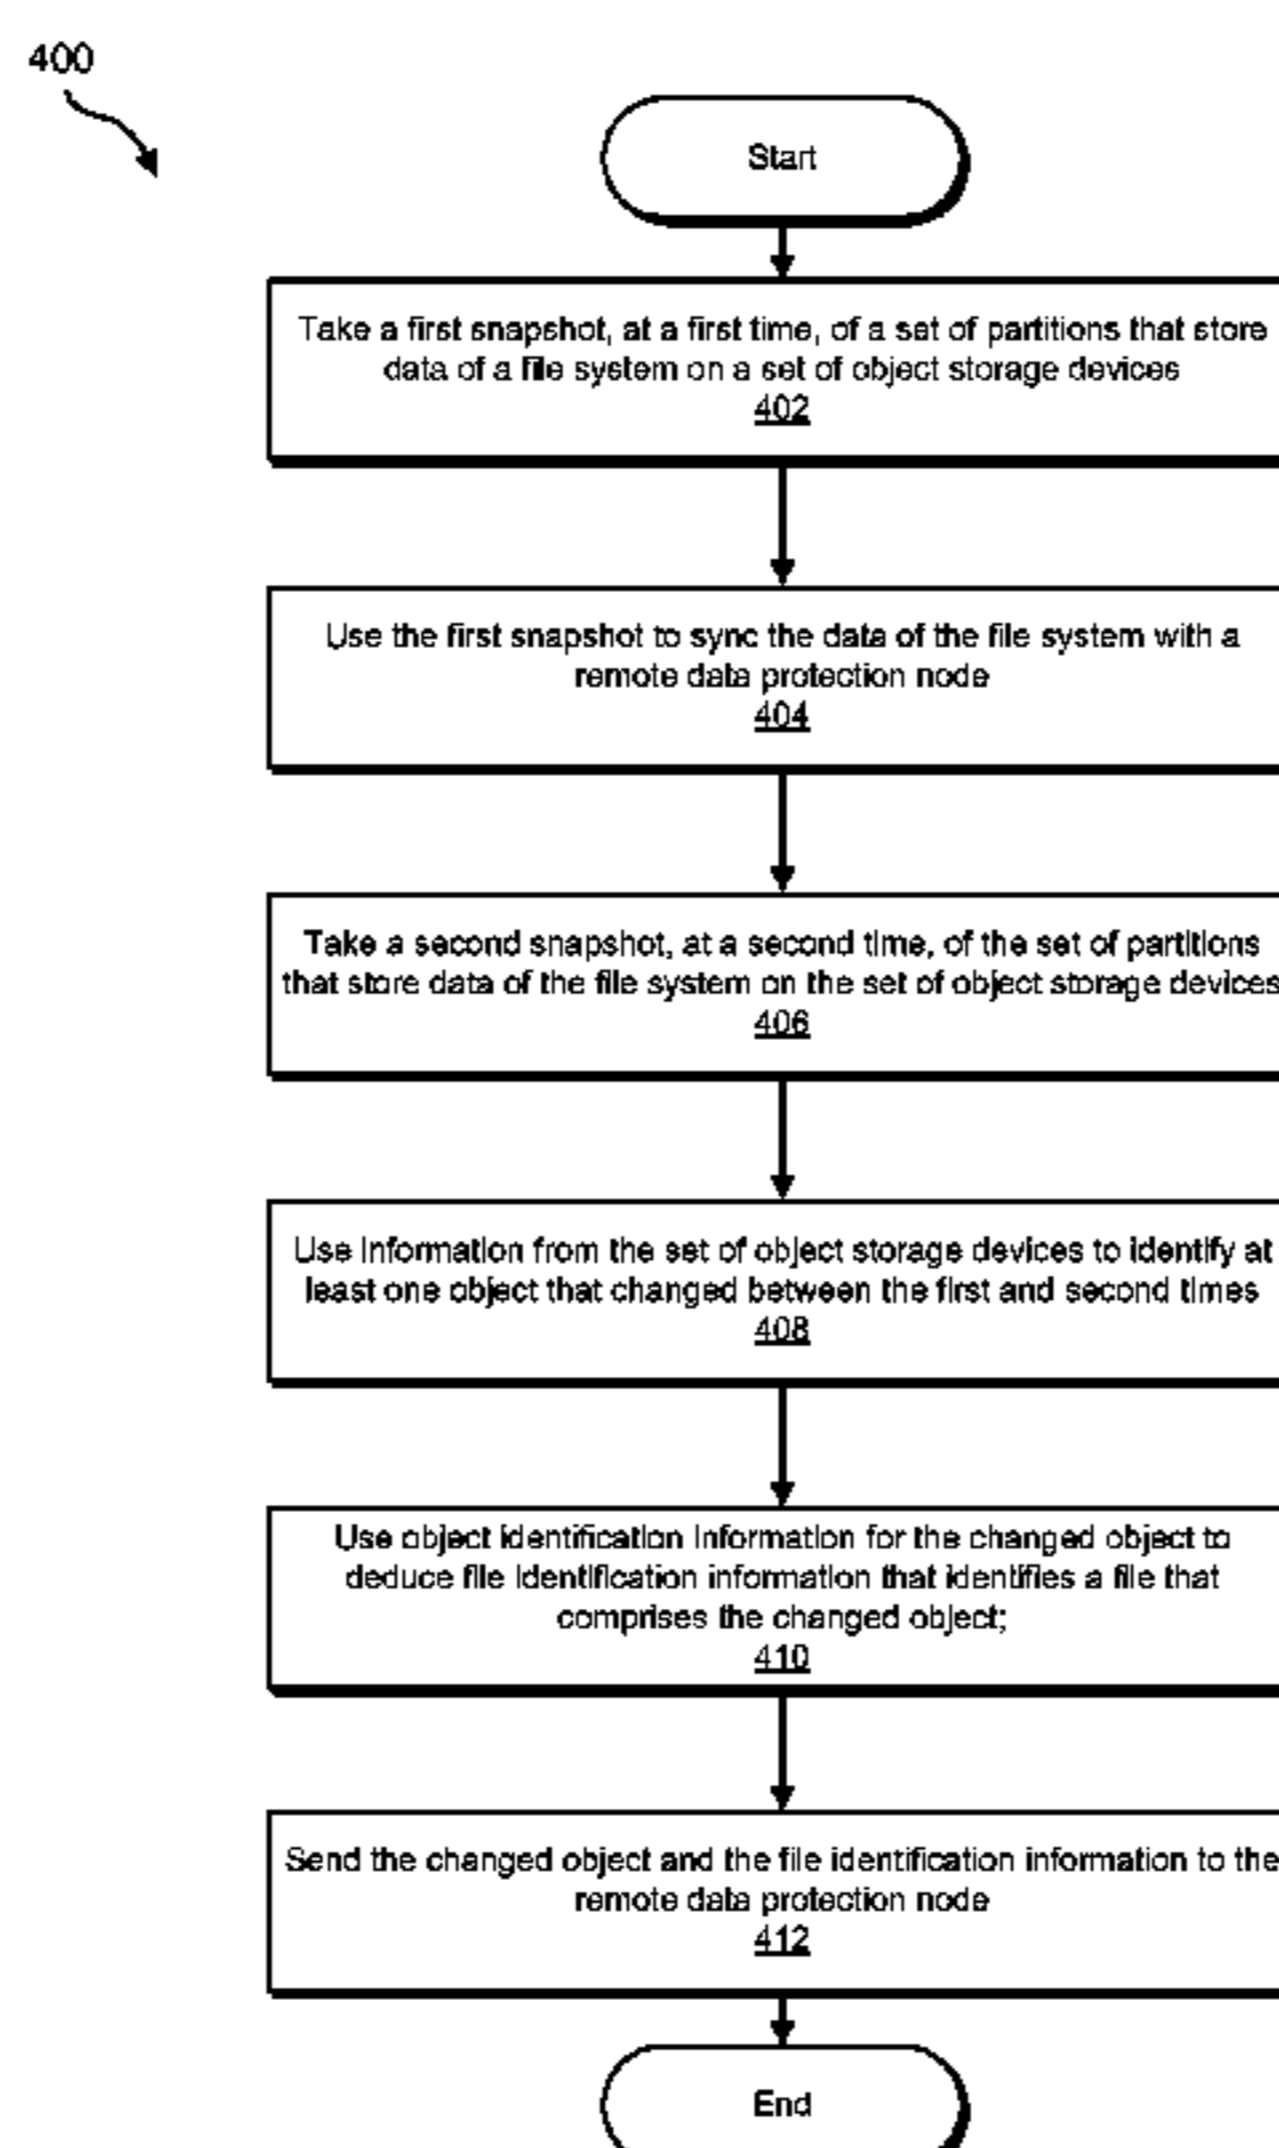 400
Start
Take a first snapshot, at a first time, of a set of partitions that store
data of a file system on a set of object storage devices
402
Use the first snapshot to sync the data of the file system with a
remote data protection node
404
Take a second snapshot, at a second time, of the set of partitions
that store data of the file system on the set of object storage devices
406
Use information from the set of object storage devices to identify at
least one object that changed between the first and second times
408
Use object identification information for the changed object to
deduce file identification information that identifies a file that
comprises the changed object;
410
Send the changed object and the file identification information to the
remote data protection node
412
End